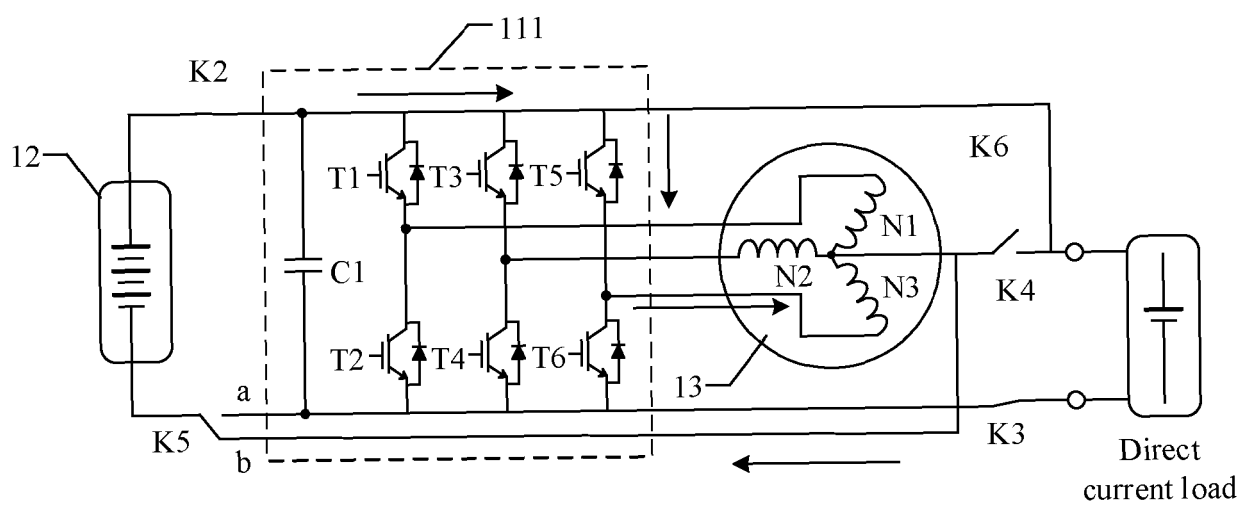 111
K2
12
K6
T1
T3
T5
N1
C1
N2
N3
K4
T2
T4
T6
13
a
K5
K3
b
Direct
current load